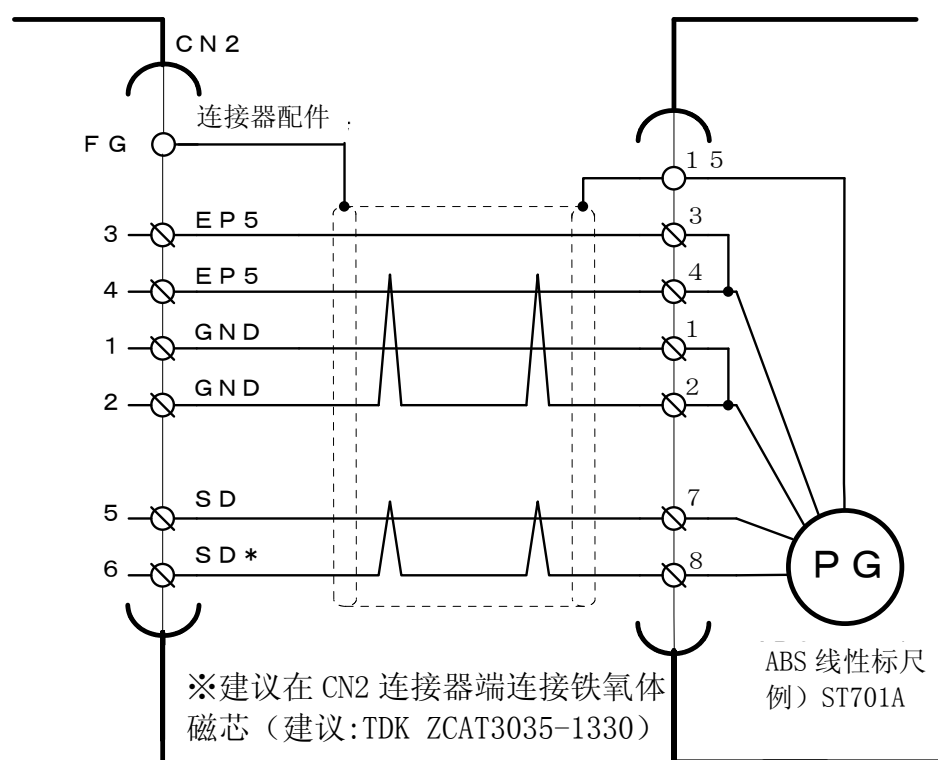 CN2
连接器配件
FG
15
3 EP5 3
4 EP5 4
1 GND 1
2 GND 2
5 SD 7
6 SD* 8
PG
ABS 线性标尺
例）ST701A
※建议在 CN2 连接器端连接铁氧体
磁芯（建议:TDK ZCAT3035-1330）